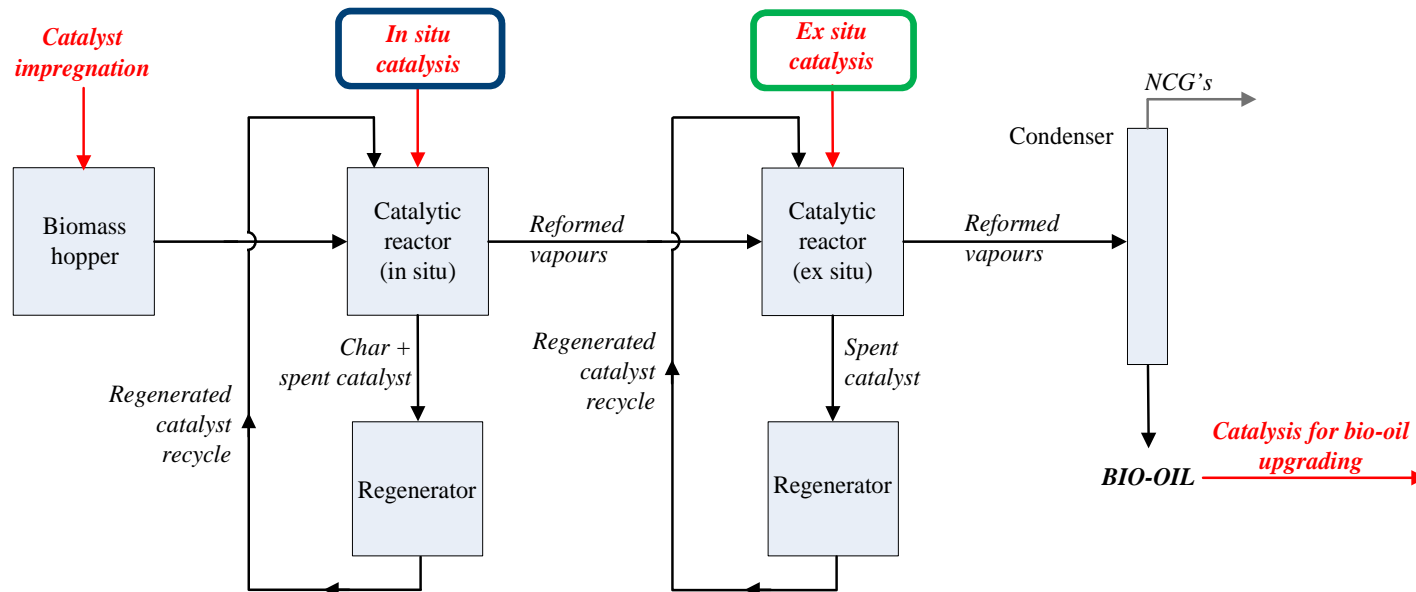 Catalyst
impregnation
In situ
catalysis
Ex situ
catalysis
NCG's
Condenser
Biomass
hopper
Catalytic
reactor
(in situ)
Reformed
vapours
Catalytic
reactor
(ex situ)
Reformed
vapours
Char +
spent catalyst
Regenerated
catalyst
recycle
Regenerated
catalyst
recycle
Spent
catalyst
Regenerator
Regenerator
BIO-OIL
Catalysis for bio-oil
upgrading